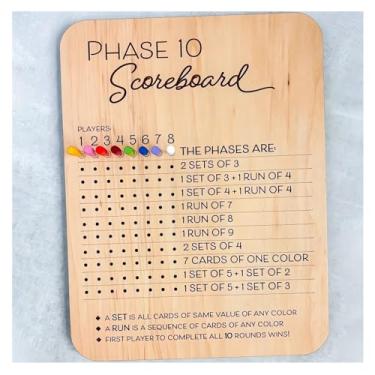 PHASE 10
Scoreboard
PLAYERS
1 2 3 4 5 6 7 8
THE PHASES ARE:
2 SETS OF 3
1 SET OF 3 + 1 RUN OF 4
1 SET OF 4 + 1 RUN OF 4
1 RUN OF 7
1 RUN OF 8
1 RUN OF 9
2 SETS OF 4
7 CARDS OF ONE COLOR
1 SET OF 5 + 1 SET OF 2
1 SET OF 5 + 1 SET OF 3
◆ A SET IS ALL CARDS OF SAME VALUE OF ANY COLOR
◆ A RUN IS A SEQUENCE OF CARDS OF ANY COLOR
◆ FIRST PLAYER TO COMPLETE ALL 10 ROUNDS WINS!